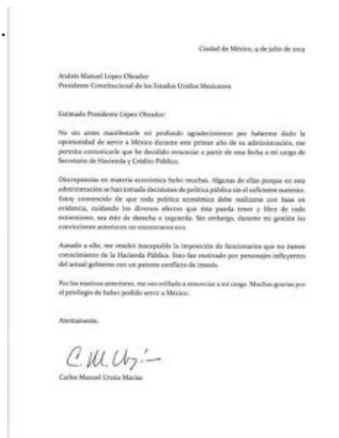 Ciudad de México, 9 de julio de 2019
Andrés Manuel López Obrador
Presidente Constitucional de los Estados Unidos Mexicanos
Estimado Presidente López Obrador:
No sin antes manifestarle mi profundo agradecimiento por haberme dado la
oportunidad de servir a México durante este primer año de su administración, me
permito comunicarle que he decidido renunciar a partir de esta fecha a mi cargo de
Secretario de Hacienda y Crédito Público.
Discrepancias en materia económica hubo muchas. Algunas de ellas porque en esta
administración se han tomado decisiones de política pública sin el suficiente sustento.
Estoy convencido de que toda política económica debe realizarse con base en
evidencia, cuidando los diversos efectos que ésta pueda tener y libre de todo
extremismo, sea éste de derecha o izquierda. Sin embargo, durante mi gestión las
convicciones anteriores no encontraron eco.
Aunado a ello, me resultó inaceptable la imposición de funcionarios que no tienen
conocimiento de la Hacienda Pública. Esto fue motivado por personajes influyentes
del actual gobierno con un patente conflicto de interés.
Por los motivos anteriores, me veo orillado a renunciar a mi cargo. Muchas gracias por
el privilegio de haber podido servir a México.
Atentamente,
Carlos Manuel Urzúa Macías